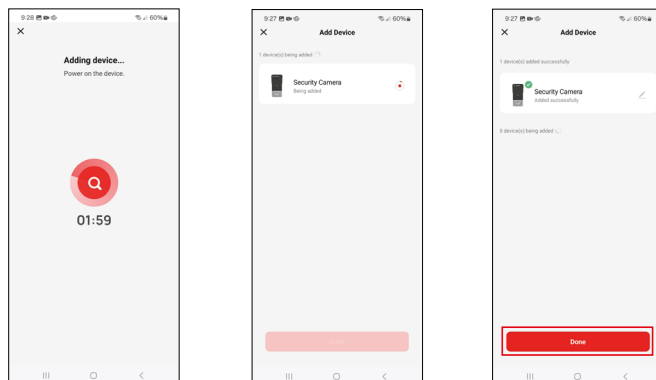 9:28 60%
Adding device...
Power on the device.
01:59
9:27 60%
Add Device
1 device(s) being added
Security Camera
Being added
Done
9:27 60%
Add Device
1 device(s) added successfully
Security Camera
Added successfully
0 device(s) being added
Done